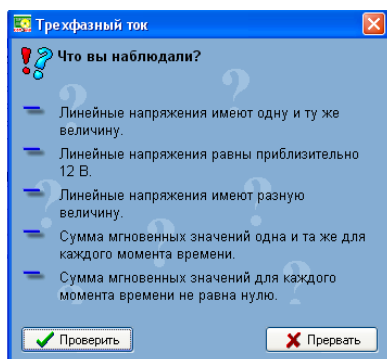 Трехфазный ток
Что вы наблюдали?
Линейные напряжения имеют одну и ту же
величину.
Линейные напряжения равны приблизительно
12 В.
Линейные напряжения имеют разную
величину.
Сумма мгновенных значений одна и та же для
каждого момента времени.
Сумма мгновенных значений для каждого
момента времени не равна нулю.
Проверить
Прервать